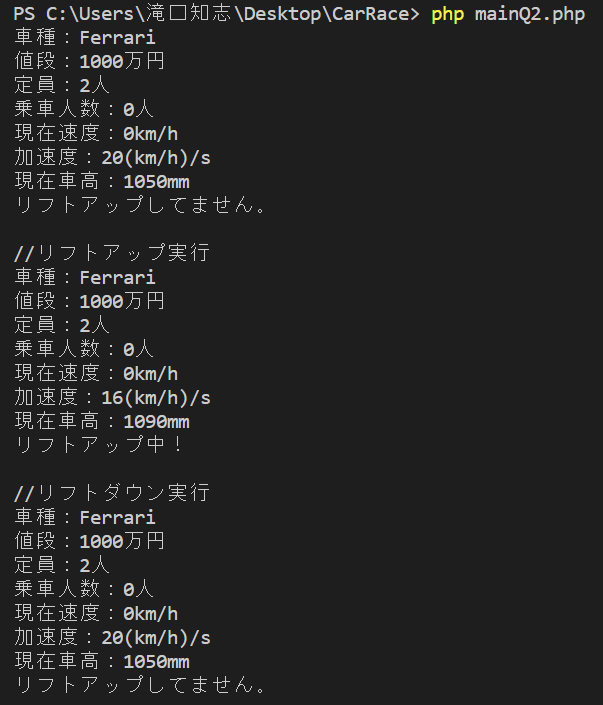 PS C:\Users\滝口知志\Desktop\CarRace> php mainQ2.php
車種：Ferrari
値段：1000万円
定員：2人
乗車人数：0人
現在速度：0km/h
加速度：20(km/h)/s
現在車高：1050mm
リフトアップしてません。

//リフトアップ実行
車種：Ferrari
値段：1000万円
定員：2人
乗車人数：0人
現在速度：0km/h
加速度：16(km/h)/s
現在車高：1090mm
リフトアップ中！

//リフトダウン実行
車種：Ferrari
値段：1000万円
定員：2人
乗車人数：0人
現在速度：0km/h
加速度：20(km/h)/s
現在車高：1050mm
リフトアップしてません。